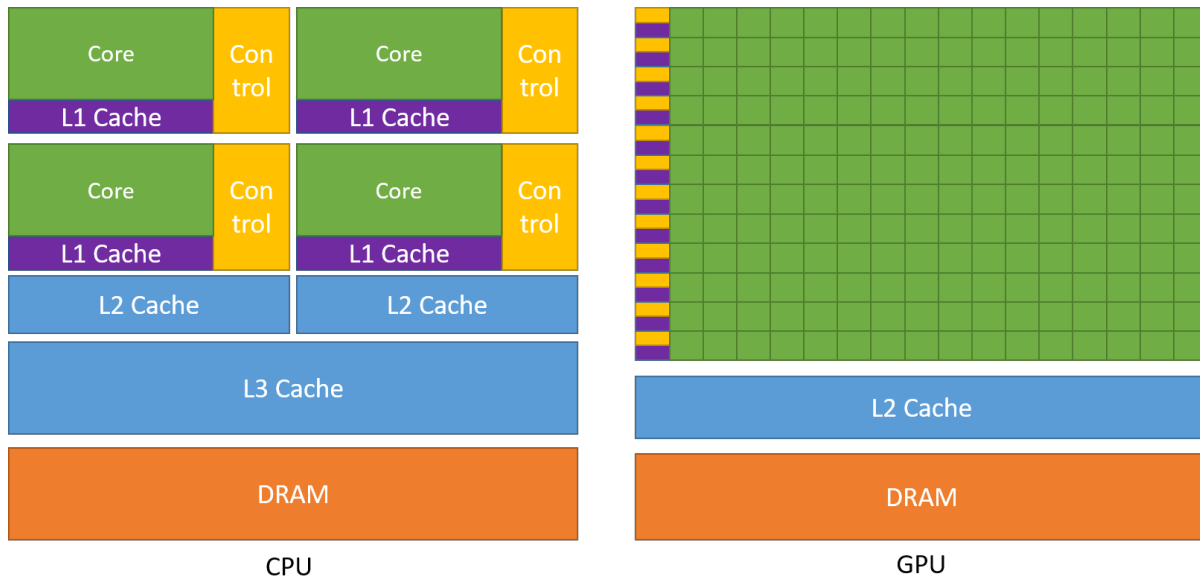 Core
Con
trol
L1 Cache
Core
Con
trol
L1 Cache
Core
Con
trol
L1 Cache
Core
Con
trol
L1 Cache
L2 Cache
L2 Cache
L3 Cache
DRAM
CPU
L2 Cache
DRAM
GPU